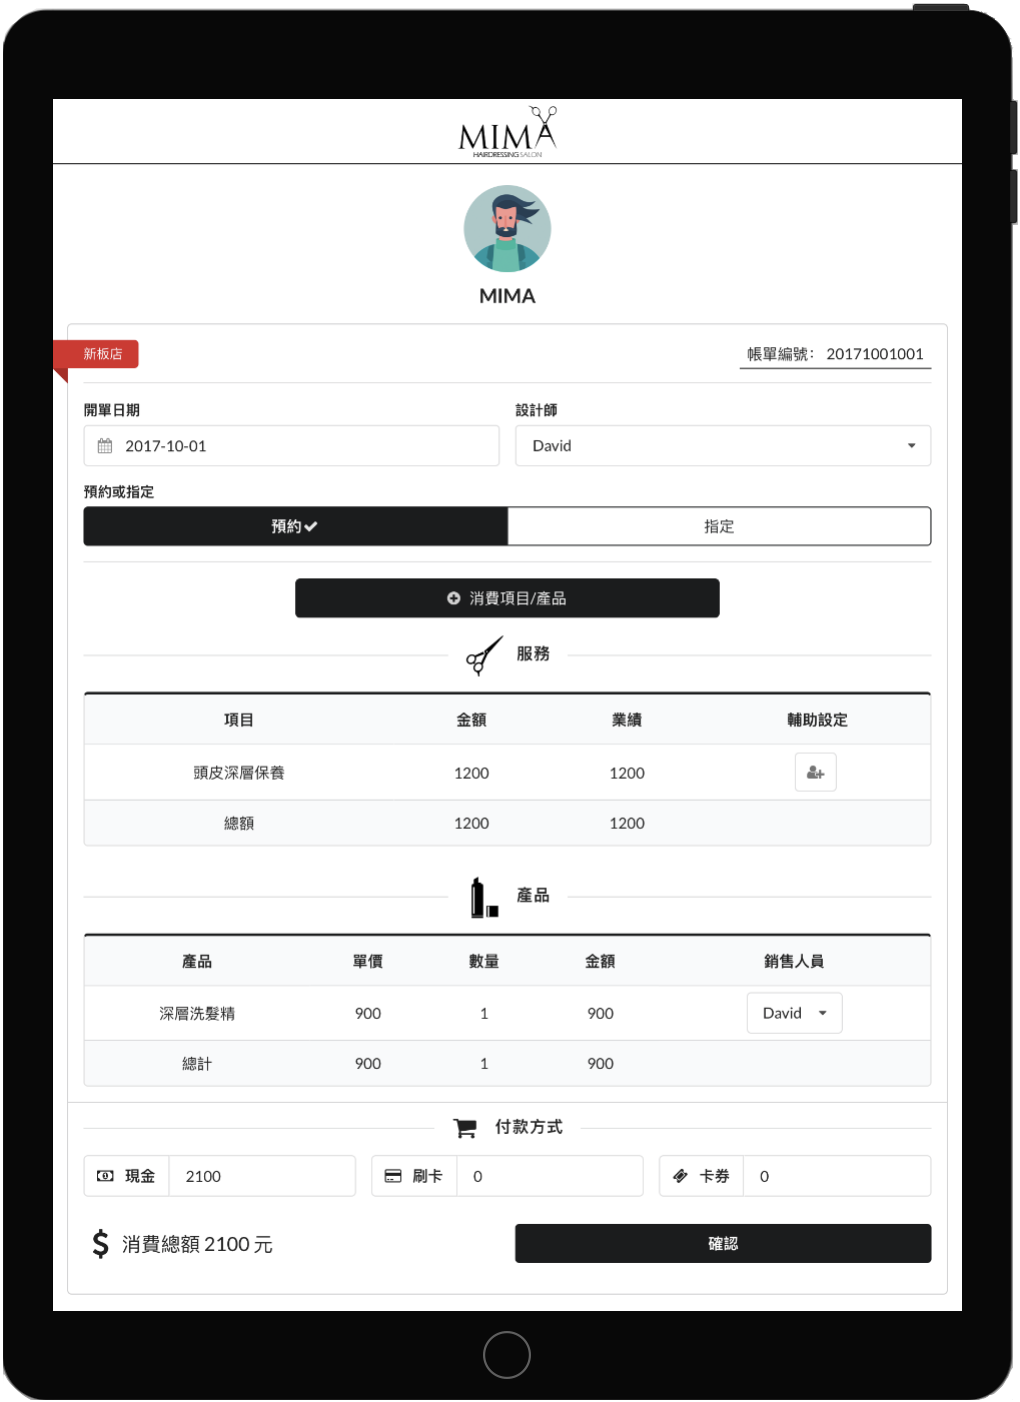 MIMA
HAIRDRESSING SALON
MIMA
新板店
帳單編號： 20171001001
開單日期 設計師
2017-10-01 David
預約或指定
預約 指定
消費項目/產品
服務
項目 金額 業績 輔助設定
頭皮深層保養 1200 1200
總額 1200 1200
產品
產品 單價 數量 金額 銷售人員
深層洗髮精 900 1 900 David
總計 900 1 900
付款方式
現金 2100 刷卡 0 卡券 0
$ 消費總額 2100 元 確認